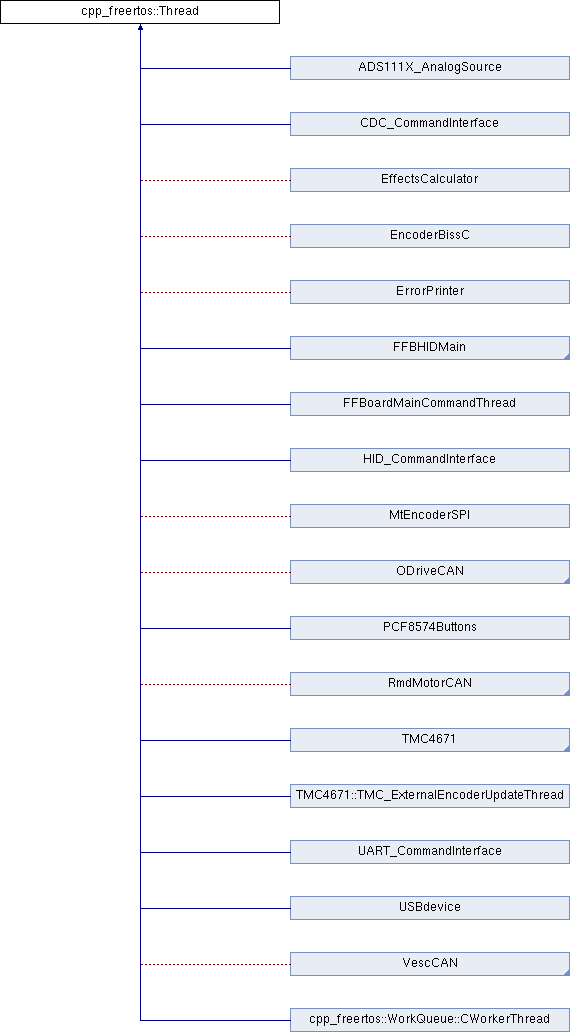 cpp_freertos::Thread
ADS111X_AnalogSource
CDC_CommandInterface
EffectsCalculator
EncoderBissC
ErrorPrinter
FFBHIDMain
FFBoardMainCommandThread
HID_CommandInterface
MtEncoderSPI
ODriveCAN
PCF8574Buttons
RmdMotorCAN
TMC4671
TMC4671::TMC_ExternalEncoderUpdateThread
UART_CommandInterface
USBdevice
VescCAN
cpp_freertos::WorkQueue::CWorkerThread